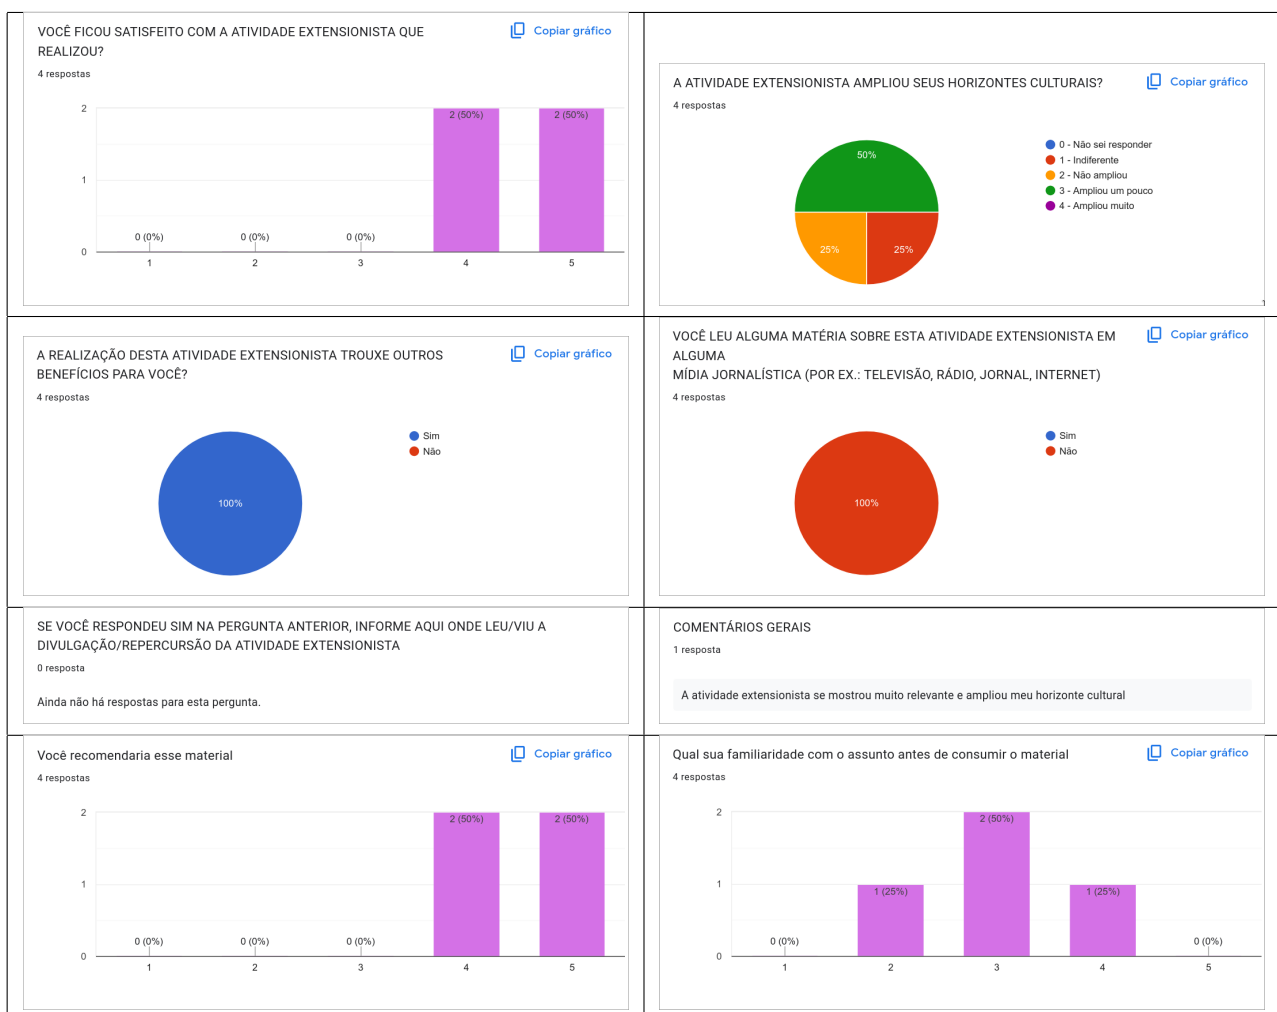 VOCÊ FICOU SATISFEITO COM A ATIVIDADE EXTENSIONISTA QUE
REALIZOU?
Copiar gráfico
4 respostas
2
1
0
0 (0%)
0 (0%)
0 (0%)
2 (50%)
2 (50%)
1
2
3
4
5
A ATIVIDADE EXTENSIONISTA AMPLIOU SEUS HORIZONTES CULTURAIS?
Copiar gráfico
4 respostas
50%
25%
25%
0 - Não sei responder
1 - Indiferente
2 - Não ampliou
3 - Ampliou um pouco
4 - Ampliou muito
A REALIZAÇÃO DESTA ATIVIDADE EXTENSIONISTA TROUXE OUTROS
BENEFÍCIOS PARA VOCÊ?
Copiar gráfico
4 respostas
100%
Sim
Não
VOCÊ LEU ALGUMA MATÉRIA SOBRE ESTA ATIVIDADE EXTENSIONISTA EM
ALGUMA
MÍDIA JORNALÍSTICA (POR EX.: TELEVISÃO, RÁDIO, JORNAL, INTERNET)
Copiar gráfico
4 respostas
100%
Sim
Não
SE VOCÊ RESPONDEU SIM NA PERGUNTA ANTERIOR, INFORME AQUI ONDE LEU/VIU A
DIVULGAÇÃO/REPERCURSÃO DA ATIVIDADE EXTENSIONISTA
0 resposta
Ainda não há respostas para esta pergunta.
COMENTÁRIOS GERAIS
1 resposta
A atividade extensionista se mostrou muito relevante e ampliou meu horizonte cultural
Você recomendaria esse material
Copiar gráfico
4 respostas
2
1
0
0 (0%)
0 (0%)
0 (0%)
2 (50%)
2 (50%)
1
2
3
4
5
Qual sua familiaridade com o assunto antes de consumir o material
Copiar gráfico
4 respostas
2
1
0
0 (0%)
1 (25%)
2 (50%)
1 (25%)
0 (0%)
1
2
3
4
5